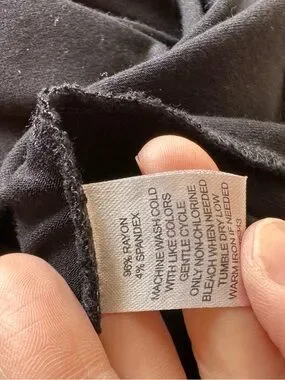 96% RAYON
4% SPANDEX
MACHINE WASH COLD
WITH LIKE COLORS
GENTLE CYCLE
ONLY NON-CHLORINE
BLEACH WHEN NEEDED
TUMBLE DRY LOW
WARM IRON IF NEEDED